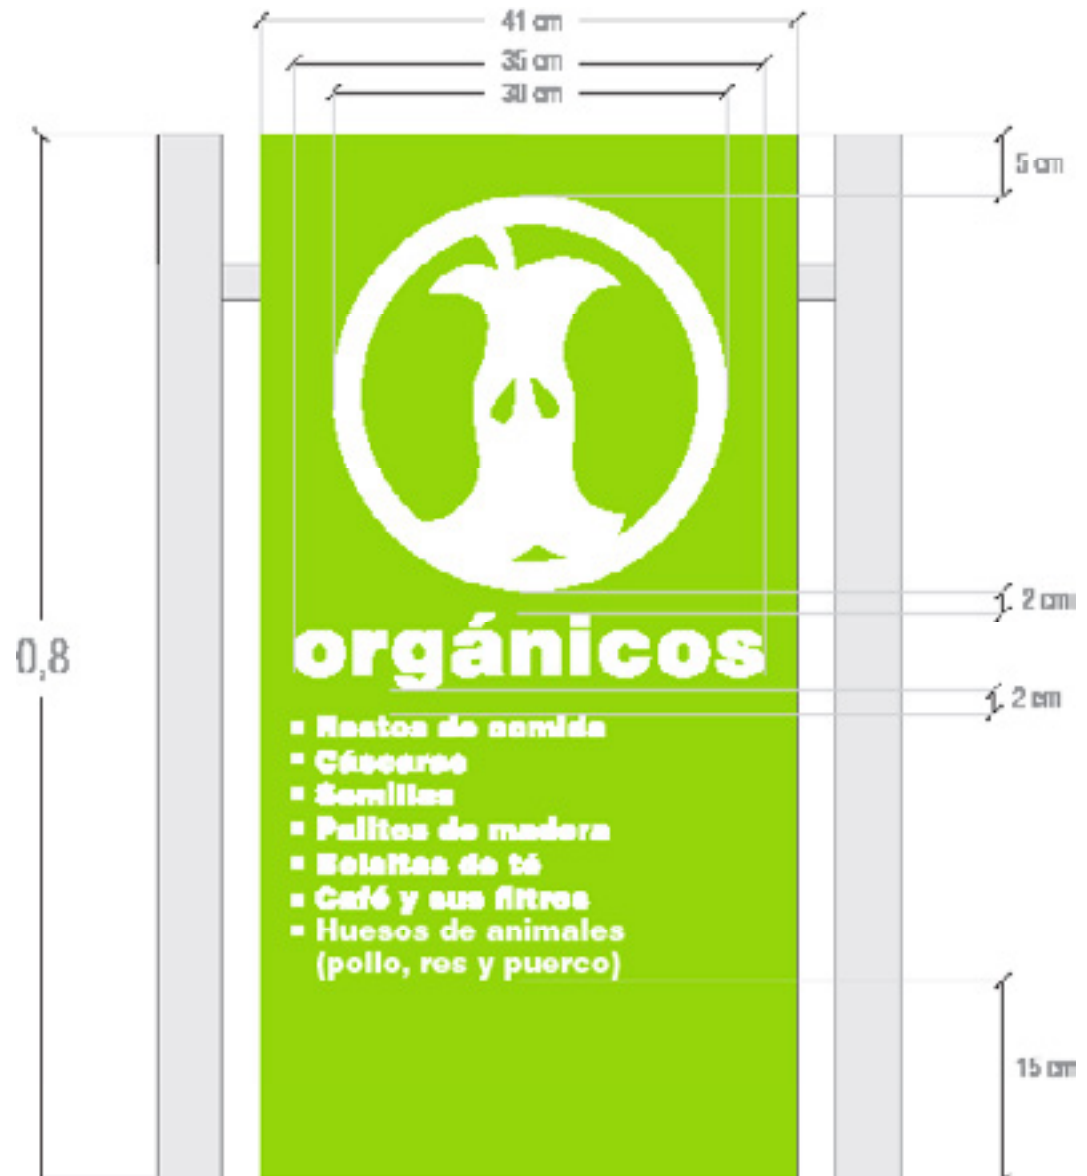 41 cm
35 cm
30 cm
5 cm
2 cm
orgánicos
0,8
2 cm
▪ Restos de comida
▪ Cáscaras
▪ Semillas
▪ Palitos de madera
▪ Bolsitas de té
▪ Café y sus filtros
▪ Huesos de animales
(pollo, res y puerco)
15 cm